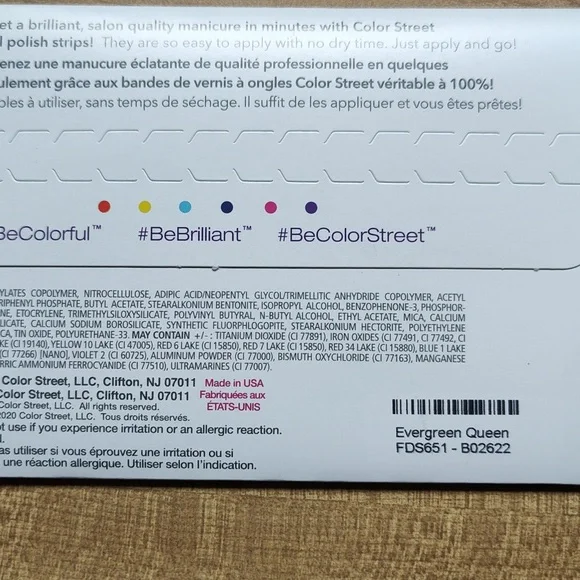 et a brilliant, salon quality manicure in minutes with Color Street
l polish strips! They are so easy to apply with no dry time. Just apply and go!
enez une manucure éclatante de qualité professionnelle en quelques
ulement grâce aux bandes de vernis à ongles Color Street véritable à 100%!
bles à utiliser, sans temps de séchage. Il suffit de les appliquer et vous êtes prêtes!
BeColorful™ #BeBrilliant™ #BeColorStreet™
YLATES COPOLYMER, NITROCELLULOSE, ADIPIC ACID/NEOPENTYL GLYCOL/TRIMELLITIC ANHYDRIDE COPOLYMER, ACETYL
RIPHENYL PHOSPHATE, BUTYL ACETATE, STEARALKONIUM BENTONITE, ISOPROPYL ALCOHOL, BENZOPHENONE-3, PHOSPHOR-
NE, ETOCRYLENE, TRIMETHYLSILOXYSILICATE, POLYVINYL BUTYRAL, N-BUTYL ALCOHOL, ETHYL ACETATE, MICA, CALCIUM
LICATE, CALCIUM SODIUM BOROSILICATE, SYNTHETIC FLUORPHLOGOPITE, STEARALKONIUM HECTORITE, POLYETHYLENE
CA, TIN OXIDE, POLYURETHANE-33. MAY CONTAIN +/- : TITANIUM DIOXIDE (CI 77891), IRON OXIDES (CI 77491, CI 77492, CI
LAKE (CI 19140), YELLOW 10 LAKE (CI 47005), RED 6 LAKE (CI 15850), RED 7 LAKE (CI 15850), RED 34 LAKE (CI 15880), BLUE 1 LAKE
(CI 77266) [NANO], VIOLET 2 (CI 60725), ALUMINUM POWDER (CI 77000), BISMUTH OXYCHLORIDE (CI 77163), MANGANESE
ERRIC AMMONIUM FERROCYANIDE (CI 77510), ULTRAMARINES (CI 77007).
Color Street, LLC, Clifton, NJ 07011 Made in USA
Color Street, LLC, Clifton, NJ 07011 Fabriquées aux
Color Street, LLC. All rights reserved. ÉTATS-UNIS
2020 Color Street, LLC. Tous droits réservés.
ot use if you experience irritation or an allergic reaction.
d.
as utiliser si vous éprouvez une irritation ou si
une réaction allergique. Utiliser selon l'indication.
Evergreen Queen
FDS651 - B02622